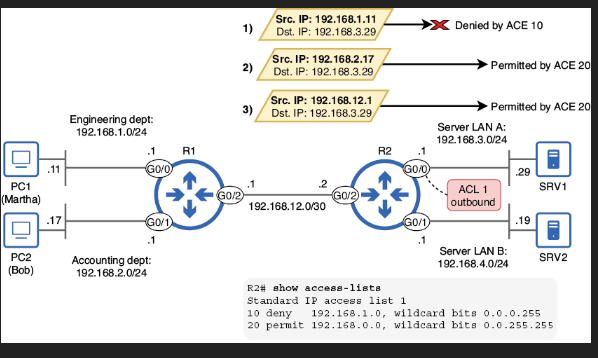 1)
Src. IP: 192.168.1.11
Dst. IP: 192.168.3.29
Denied by ACE 10
2)
Src. IP: 192.168.2.17
Dst. IP: 192.168.3.29
Permitted by ACE 20
3)
Src. IP: 192.168.12.1
Dst. IP: 192.168.3.29
Permitted by ACE 20
Engineering dept:
192.168.1.0/24
Server LAN A:
192.168.3.0/24
PC1
(Martha)
.11
.1
G0/0
R1
G0/2
.1
192.168.12.0/30
.2
G0/2
R2
.1
G0/0
.29
SRV1
ACL 1
outbound
PC2
(Bob)
.17
G0/1
.1
G0/1
.1
.19
SRV2
Accounting dept:
192.168.2.0/24
Server LAN B:
192.168.4.0/24
R2# show access-lists
Standard IP access list 1
10 deny   192.168.1.0, wildcard bits 0.0.0.255
20 permit 192.168.0.0, wildcard bits 0.0.255.255